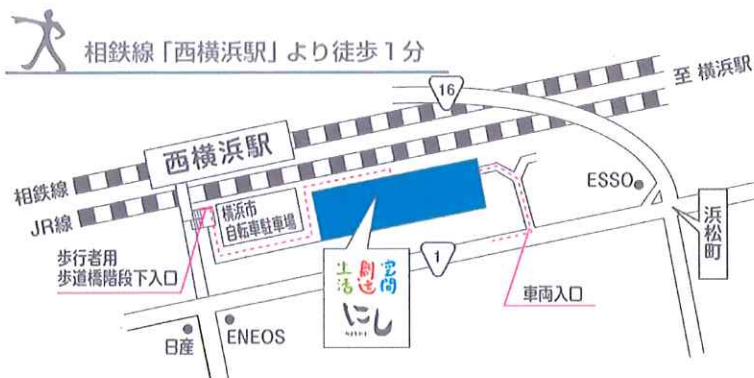 相鉄線「西横浜駅」より徒歩1分
16
至 横浜駅
西横浜駅
相鉄線
JR線
横浜市
自転車駐車場
ESSO
浜松町
歩行者用
歩道橋階段下入口
1
生活
創造
空間
にし
NISHI
車両入口
日産
ENEOS